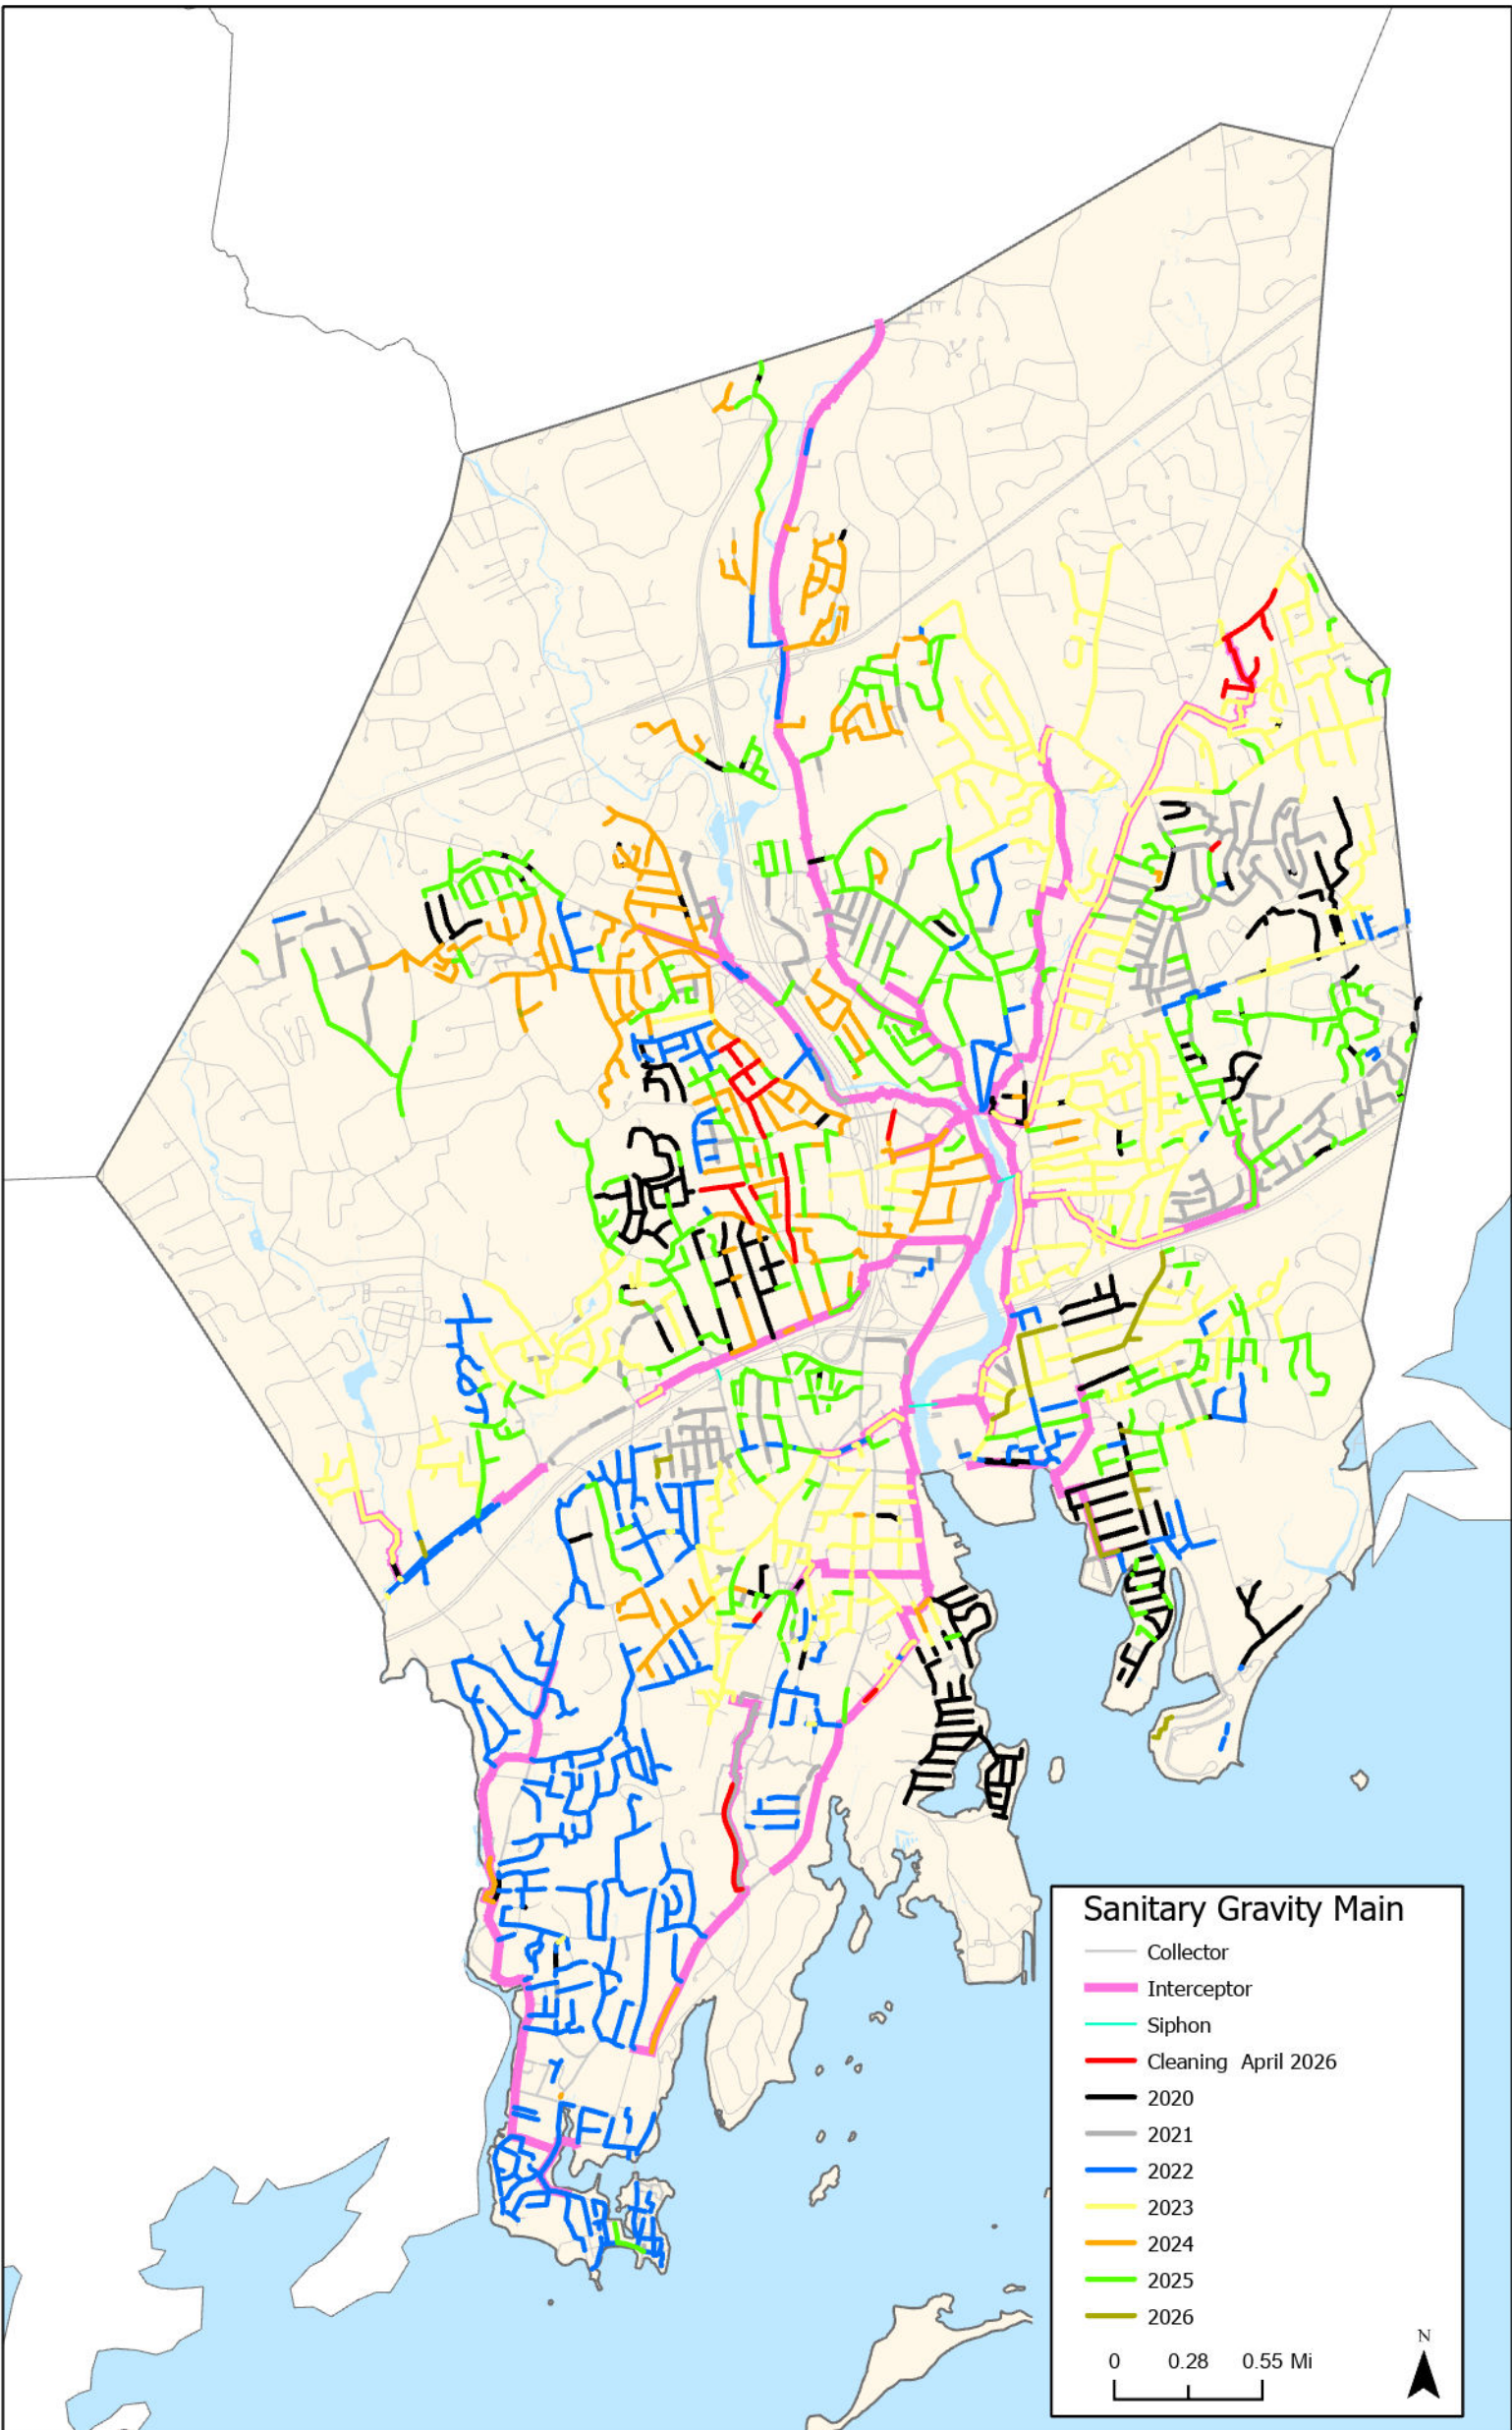 Sanitary Gravity Main
Collector
Interceptor
Siphon
Cleaning April 2026
2020
2021
2022
2023
2024
2025
2026
0 0.28 0.55 Mi
N